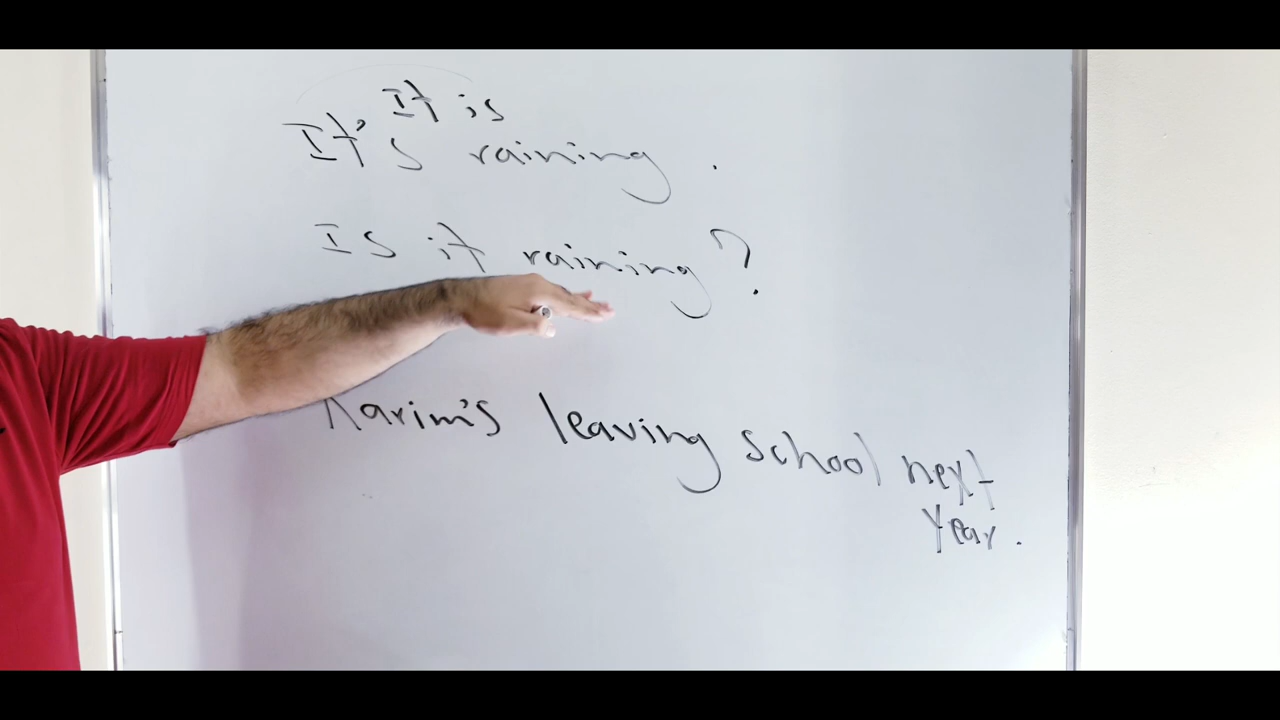 It is
It's raining .
Is it raining ?
Karim's leaving school next
year .